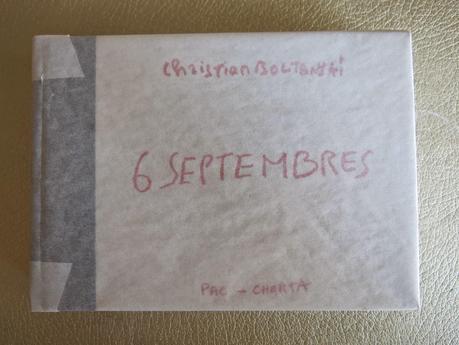 Christian BOLTANSKI
6 SEPTEMBRES
PAC - CHARTA